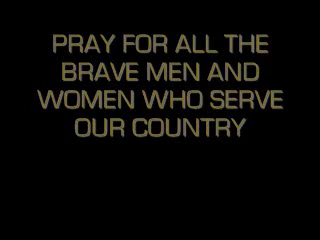 PRAY FOR ALL THE
BRAVE MEN AND
WOMEN WHO SERVE
OUR COUNTRY